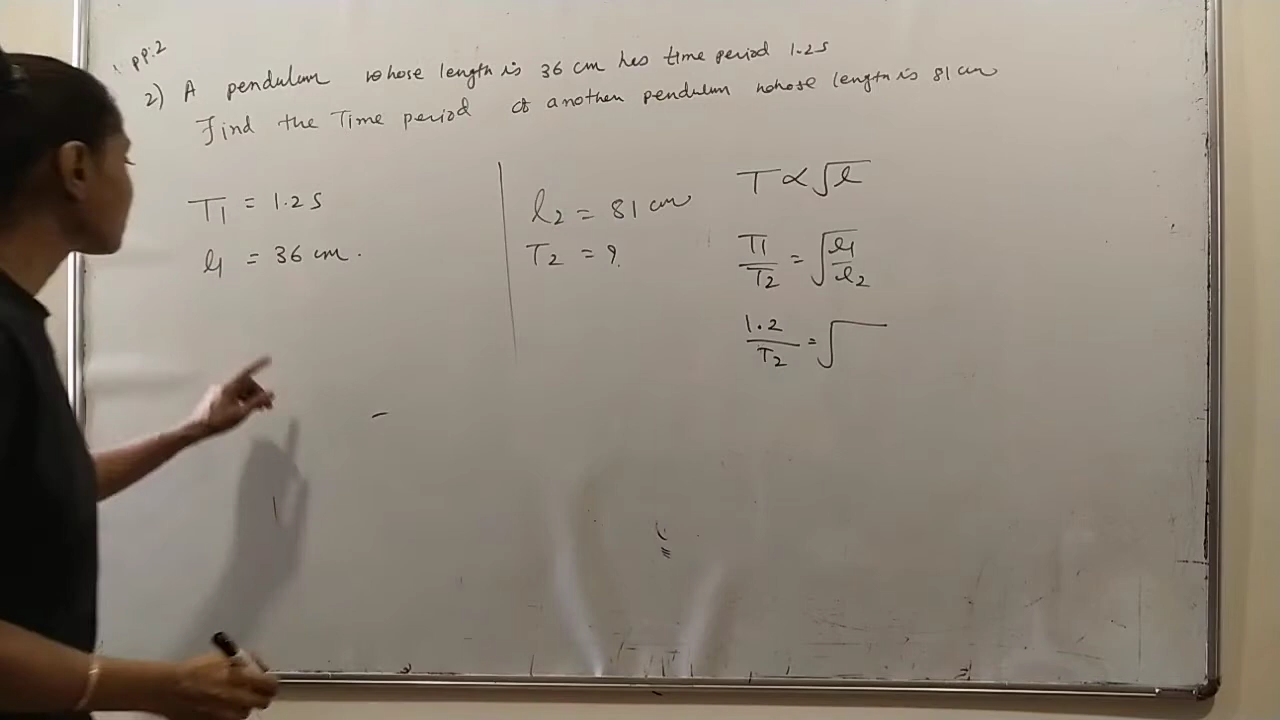 pp:2
2) A pendulum whose length is 36 cm has time period 1.2s
Find the Time period of another pendulum whose length is 81 cm
T1 = 1.2 s
l1 = 36 cm.
l2 = 81 cm
T2 = ?
T ∝ √l
T1/T2 = √l1/l2
1.2/T2 = √